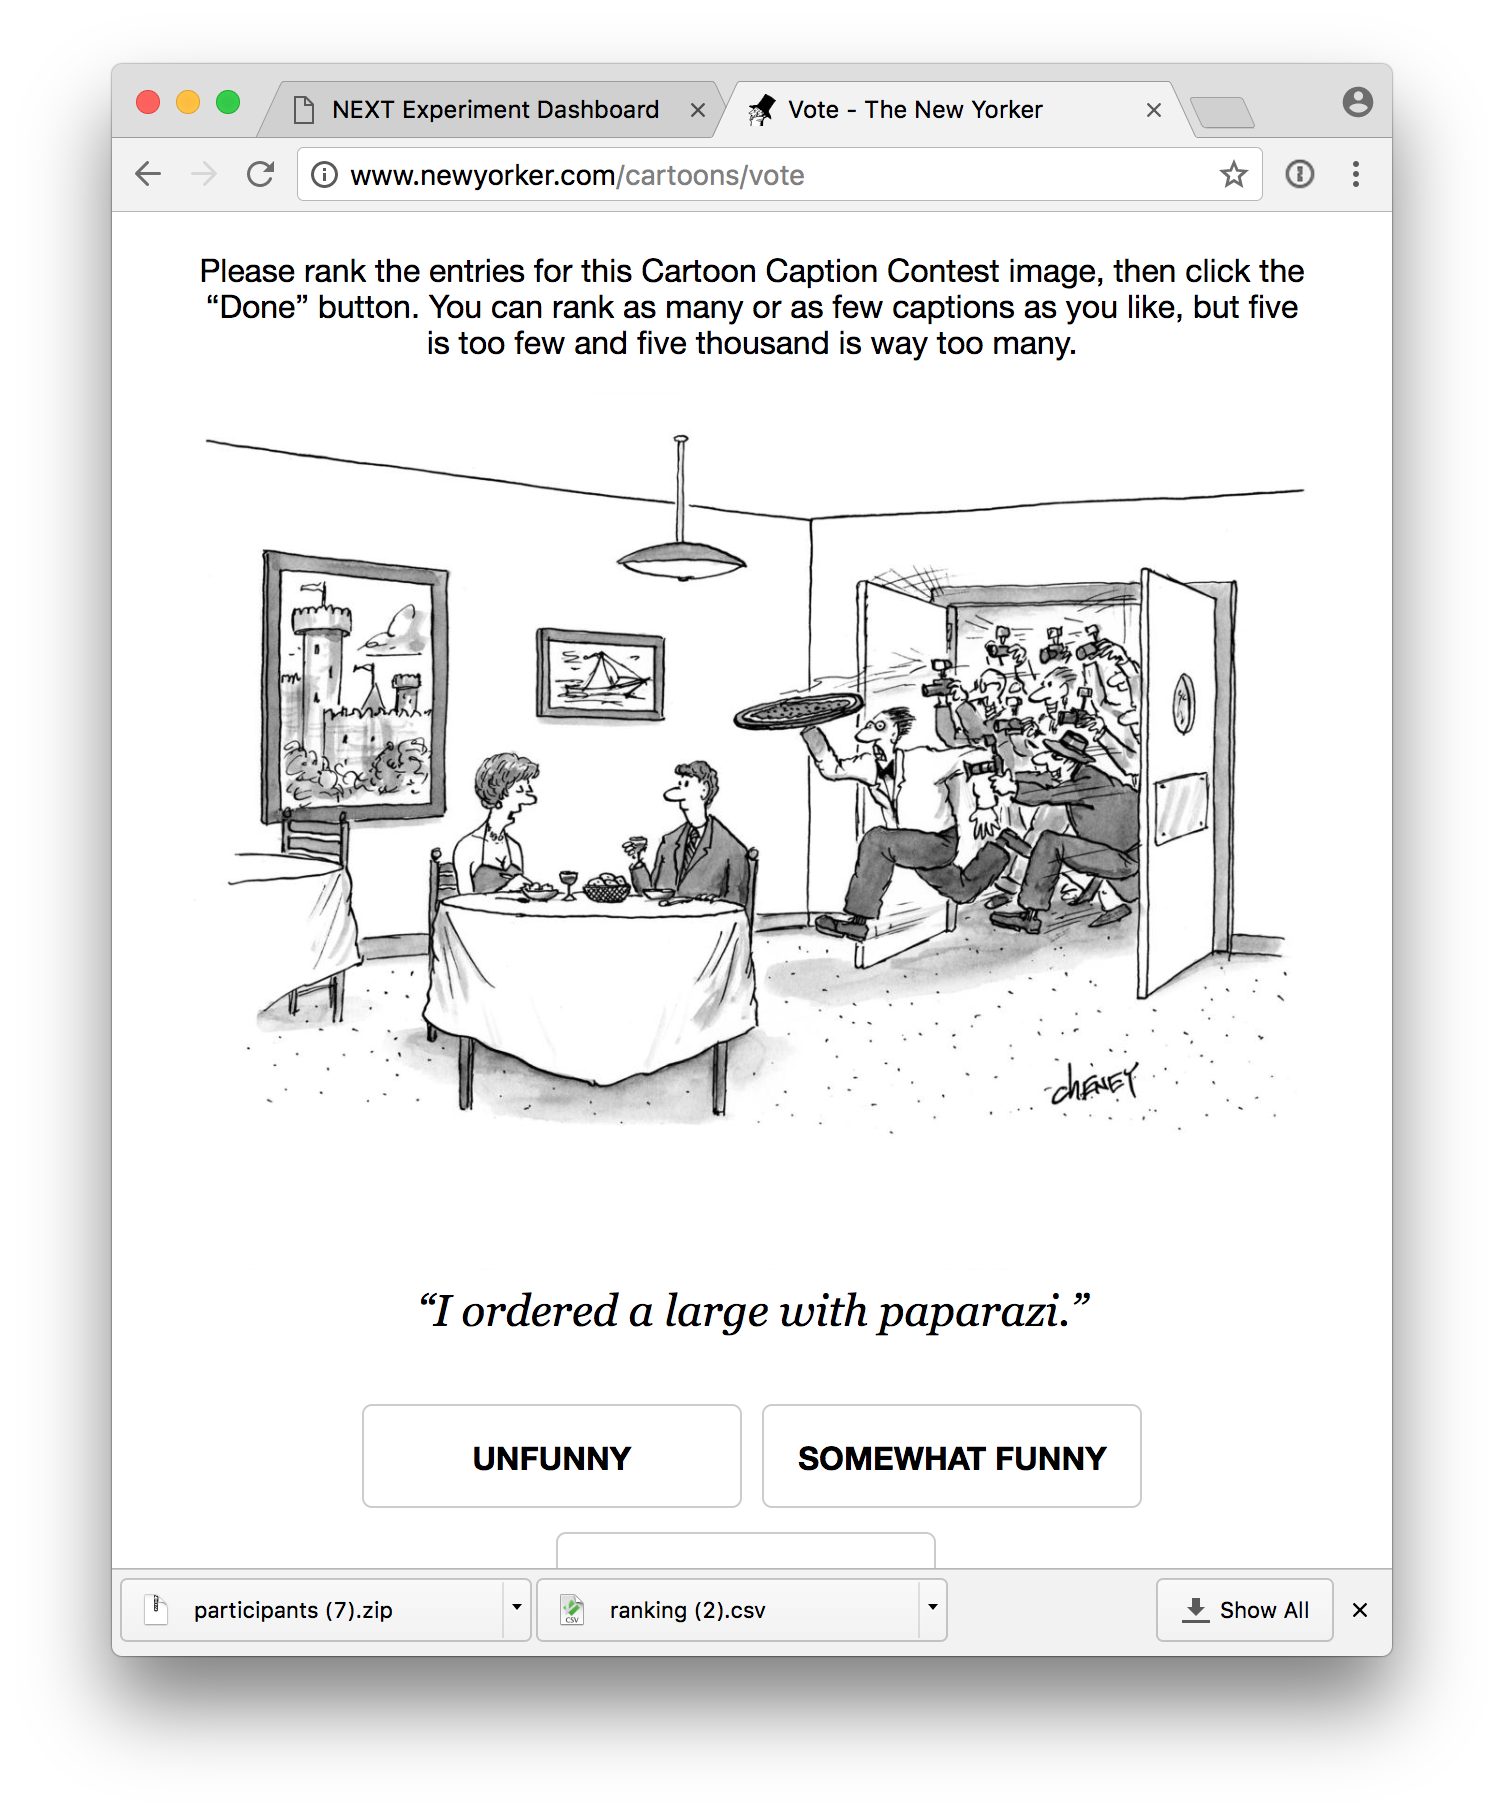 NEXT Experiment Dashboard
Vote - The New Yorker
www.newyorker.com/cartoons/vote
Please rank the entries for this Cartoon Caption Contest image, then click the
“Done” button. You can rank as many or as few captions as you like, but five
is too few and five thousand is way too many.
CHENEY
“I ordered a large with paparazi.”
UNFUNNY
SOMEWHAT FUNNY
participants (7).zip
CSV
ranking (2).csv
Show All